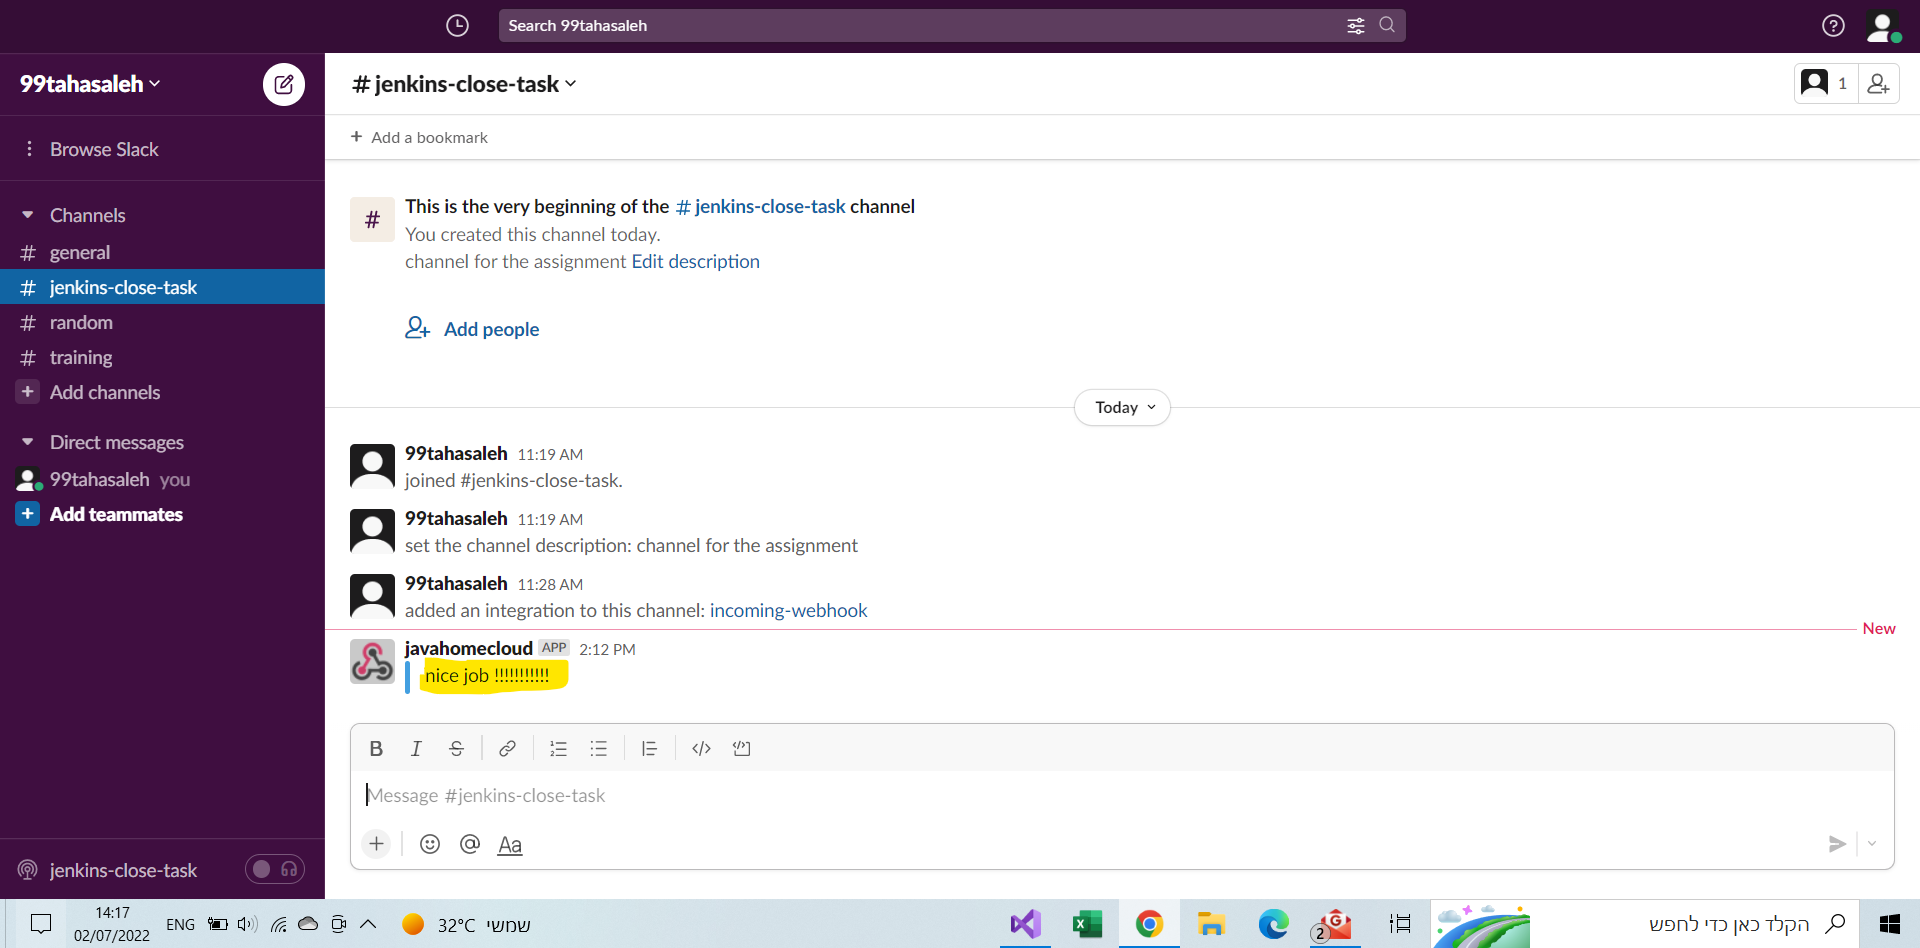 Search 99tahasaleh
99tahasaleh
Browse Slack
Channels
# general
# jenkins-close-task
# random
# training
+ Add channels
Direct messages
99tahasaleh you
+ Add teammates
jenkins-close-task
# jenkins-close-task
1
+ Add a bookmark
#
This is the very beginning of the # jenkins-close-task channel
You created this channel today.
channel for the assignment Edit description
Add people
Today
99tahasaleh 11:19 AM
joined #jenkins-close-task.
99tahasaleh 11:19 AM
set the channel description: channel for the assignment
99tahasaleh 11:28 AM
added an integration to this channel: incoming-webhook
New
javahomecloud APP 2:12 PM
nice job !!!!!!!!!!!
B I S
Message #jenkins-close-task
+ @ Aa
14:17
02/07/2022
ENG
32°C שמשי
2
הקלד כאן כדי לחפש